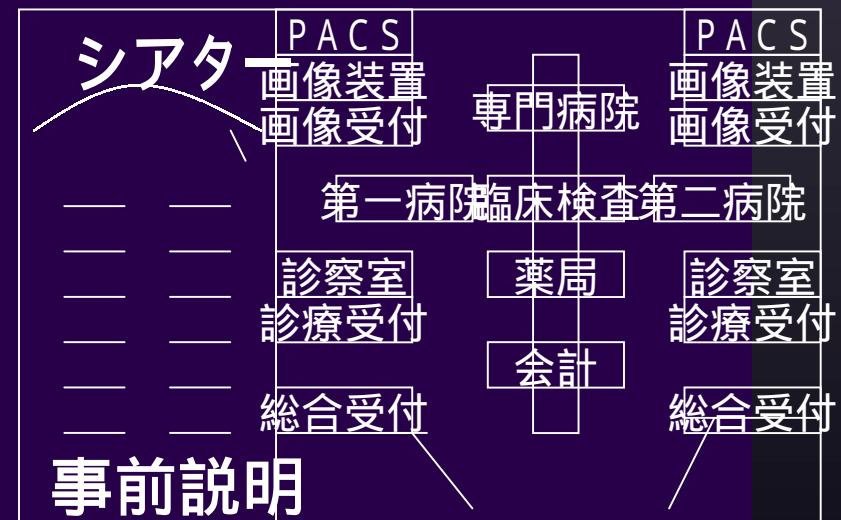 シアター
PACS
画像装置
画像受付
専門病院
PACS
画像装置
画像受付
第一病院
臨床検査
第二病院
診察室
診療受付
薬局
診察室
診療受付
会計
総合受付
総合受付
事前説明